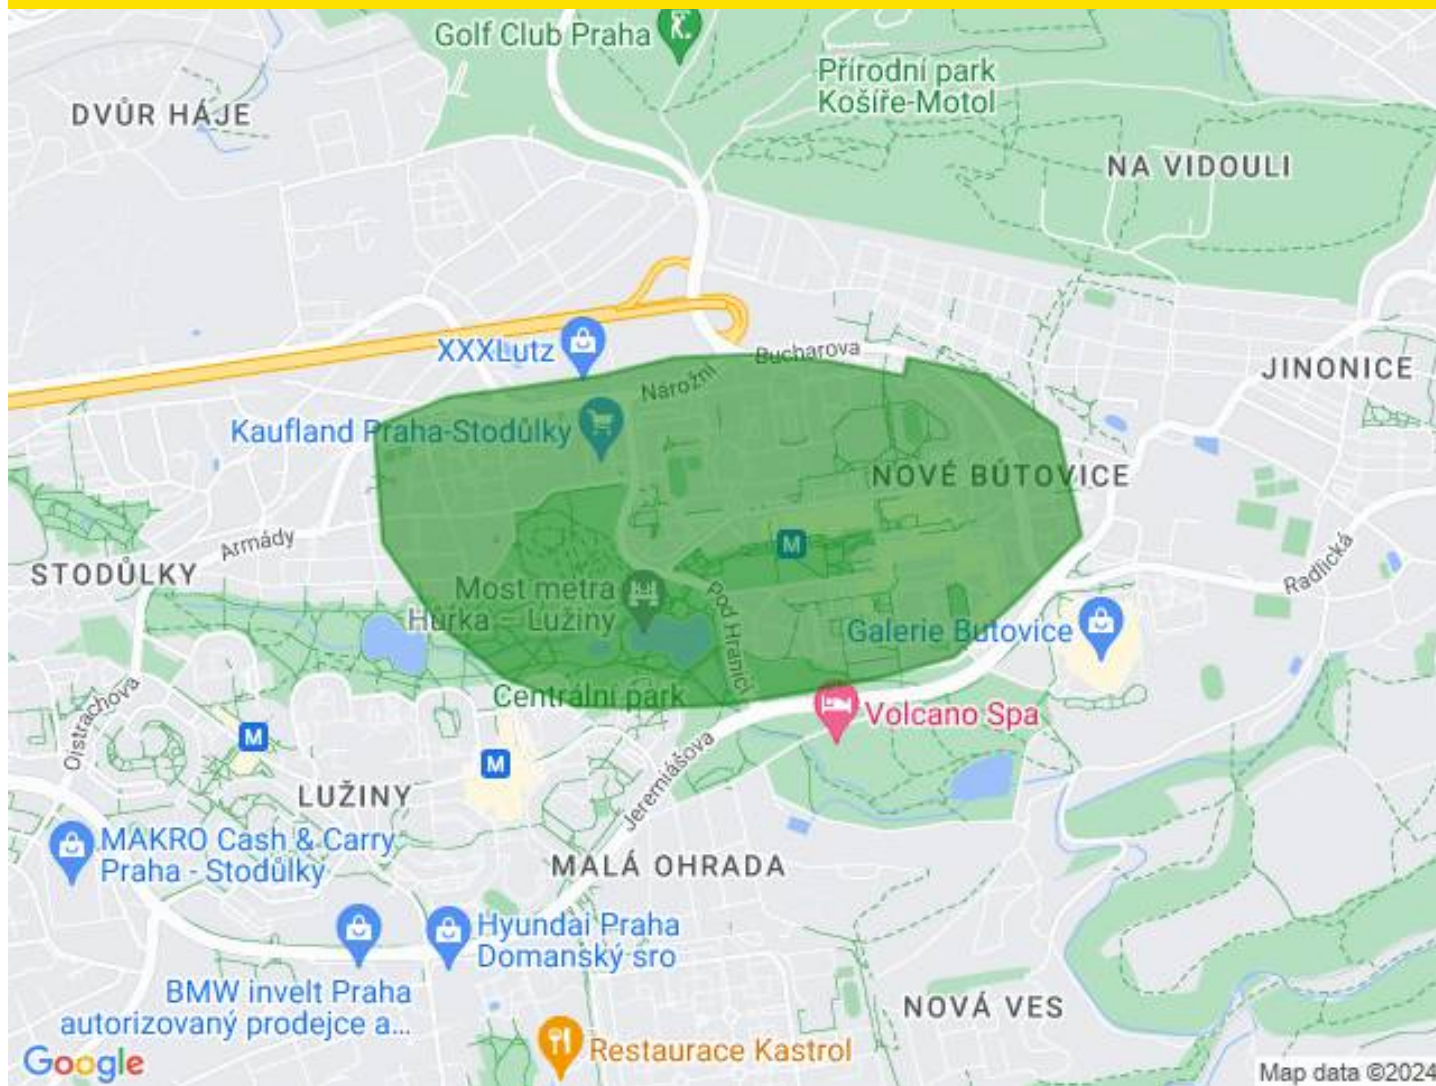 Golf Club Praha
Přírodní park
Košíře-Motol
DVŮR HÁJE
NA VIDOULI
XXXLutz
Bucharova
JINONICE
Nárožní
Kaufland Praha-Stodůlky
NOVÉ BUTOVICE
Armády
M
STODŮLKY
Radlická
Most metra
Hůrka – Lužiny
Pod Hranicí
Galerie Butovice
Centrální park
Oistrachova
Volcano Spa
M
M
Jeremiášova
LUŽINY
MAKRO Cash & Carry
Praha - Stodůlky
MALÁ OHRADA
Hyundai Praha
Domanský sro
BMW invelt Praha
autorizovaný prodejce a...
NOVÁ VES
Restaurace Kastrol
Google
Map data ©2024